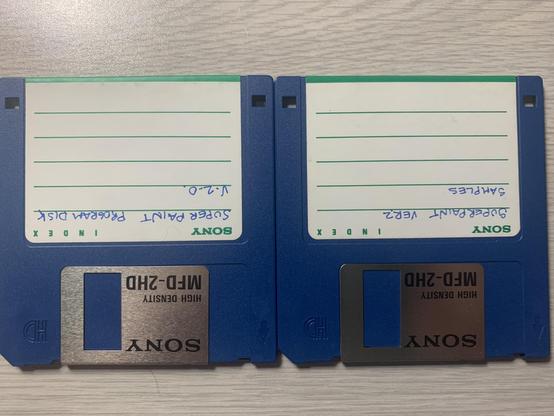 SONY
HIGH DENSITY
MFD-2HD
HD
SONY INDEX
SUPERPAINT VER2
SAMPLES
SONY
HIGH DENSITY
MFD-2HD
HD
SONY INDEX
SUPER PAINT PROGRAM DISK
V-2-0.